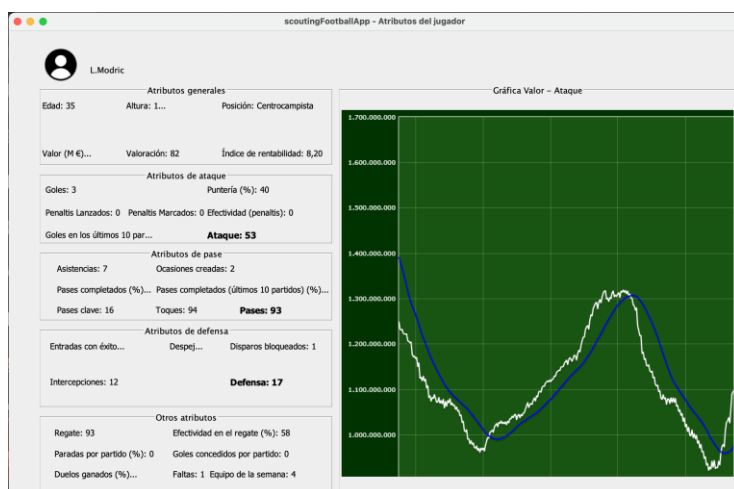 scoutingFootballApp - Atributos del jugador
L.Modric
Atributos generales
Edad: 35 Altura: 1... Posición: Centrocampista
Valor (M €)... Valoración: 82 Índice de rentabilidad: 8,20
Atributos de ataque
Goles: 3 Puntería (%): 40
Penaltis Lanzados: 0 Penaltis Marcados: 0 Efectividad (penaltis): 0
Goles en los últimos 10 par... Ataque: 53
Atributos de pase
Asistencias: 7 Ocasiones creadas: 2
Pases completados (%)... Pases completados (últimos 10 partidos) (%)...
Pases clave: 16 Toques: 94 Pases: 93
Atributos de defensa
Entradas con éxito... Despej... Disparos bloqueados: 1
Intercepciones: 12 Defensa: 17
Otros atributos
Regate: 93 Efectividad en el regate (%): 58
Paradas por partido (%): 0 Goles concedidos por partido: 0
Duelos ganados (%)... Faltas: 1 Equipo de la semana: 4
Gráfica Valor - Ataque
1.700.000.000
1.600.000.000
1.500.000.000
1.400.000.000
1.300.000.000
1.200.000.000
1.100.000.000
1.000.000.000